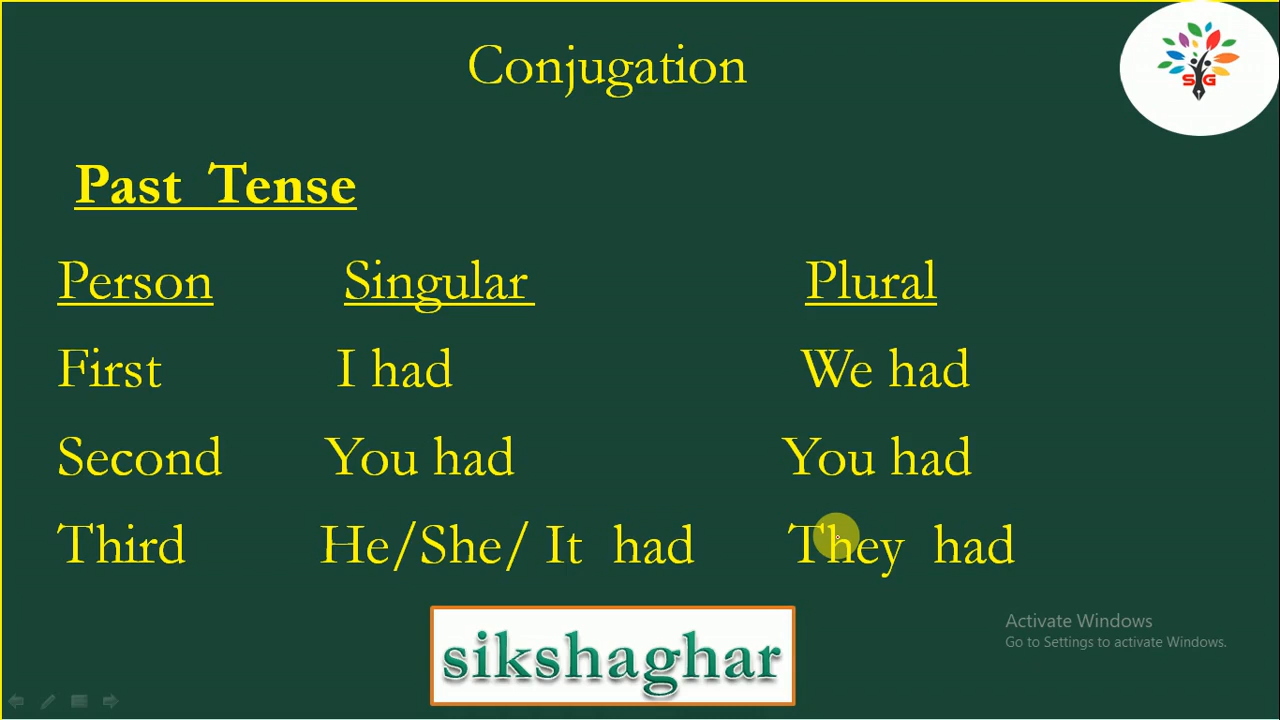 Conjugation
SG
Past Tense
Person Singular Plural
First I had We had
Second You had You had
Third He/She/ It had They had
sikshaghar
Activate Windows
Go to Settings to activate Windows.